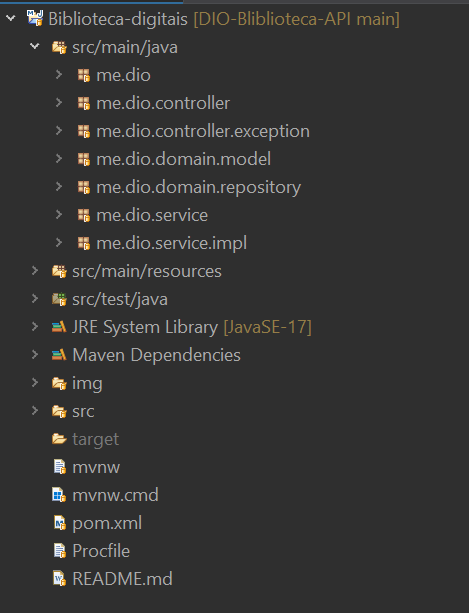 Biblioteca-digitais [DIO-Bliblioteca-API main]
src/main/java
me.dio
me.dio.controller
me.dio.controller.exception
me.dio.domain.model
me.dio.domain.repository
me.dio.service
me.dio.service.impl
src/main/resources
src/test/java
JRE System Library [JavaSE-17]
Maven Dependencies
img
src
target
mvnw
mvnw.cmd
pom.xml
Procfile
README.md